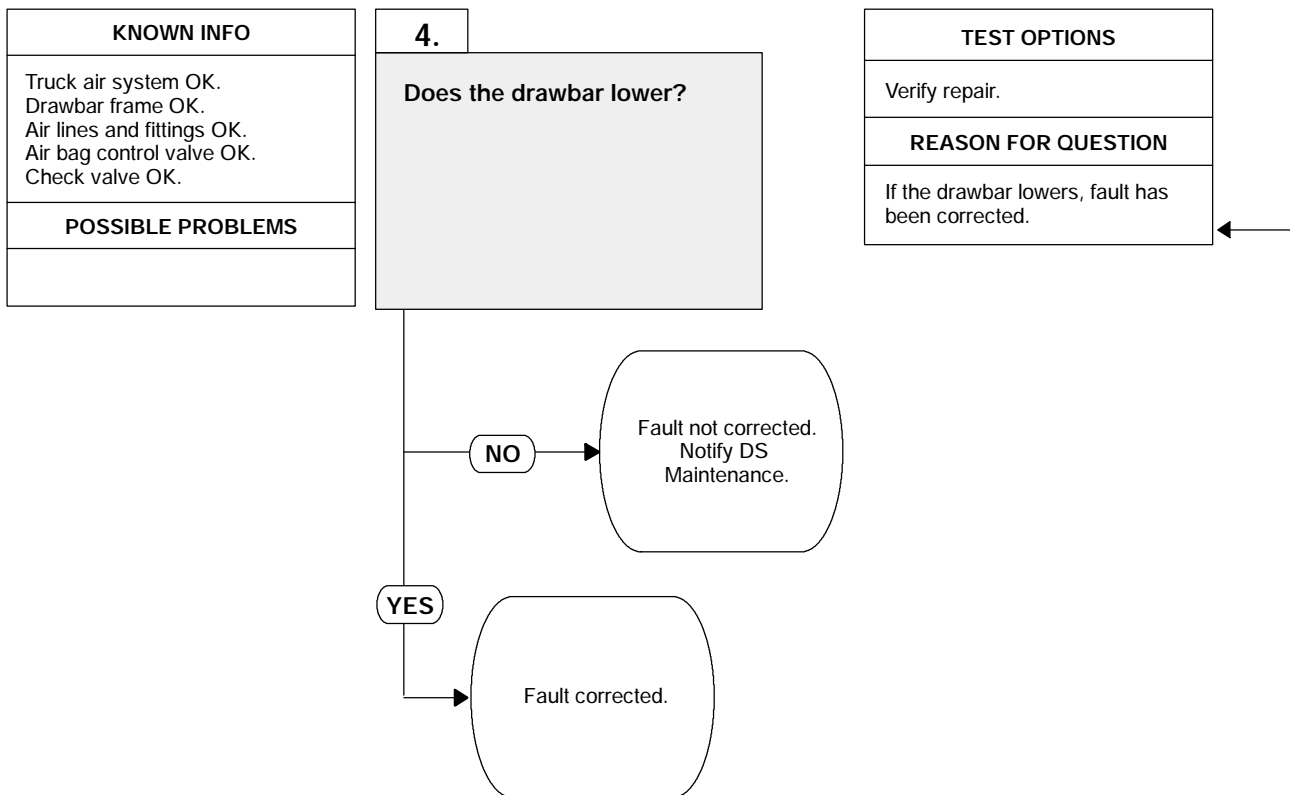 KNOWN INFO
Truck air system OK.
Drawbar frame OK.
Air lines and fittings OK.
Air bag control valve OK.
Check valve OK.
POSSIBLE PROBLEMS
4.
Does the drawbar lower?
TEST OPTIONS
Verify repair.
REASON FOR QUESTION
If the drawbar lowers, fault has
been corrected.
NO
Fault not corrected.
Notify DS
Maintenance.
YES
Fault corrected.